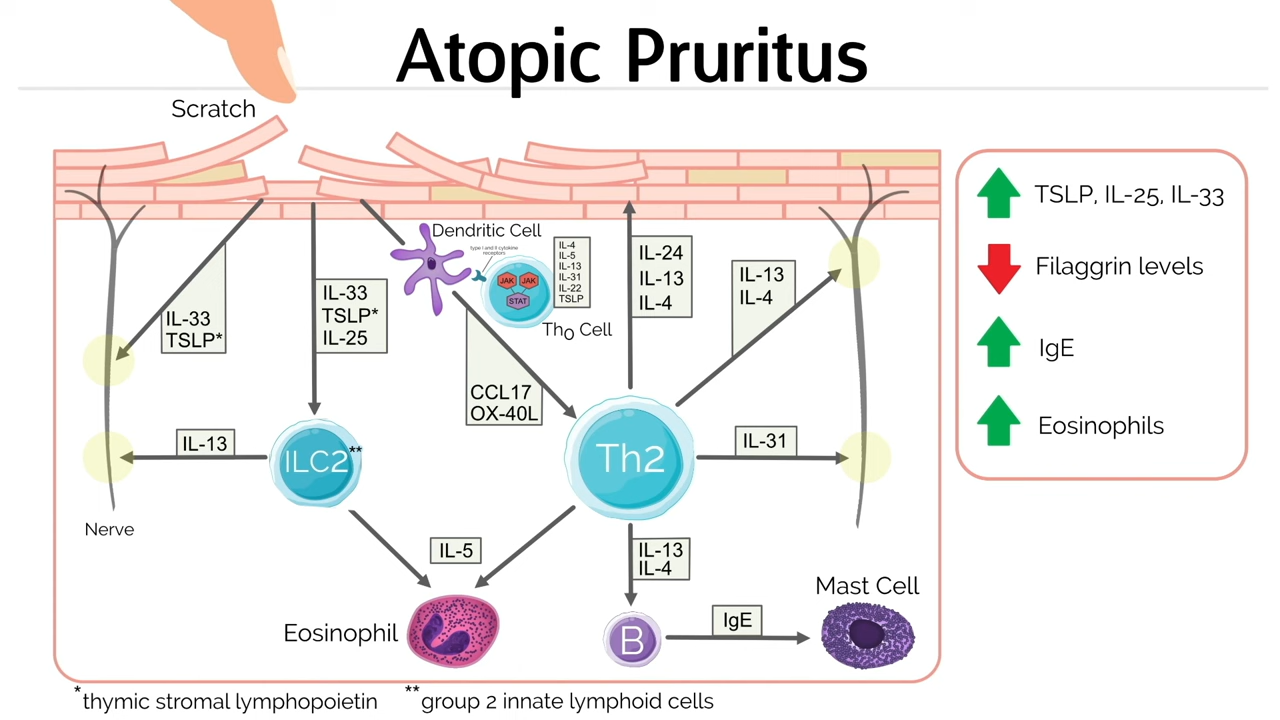 Atopic Pruritus
Scratch
Dendritic Cell
type I and II cytokine
receptors
JAK JAK
STAT
IL-4
IL-5
IL-13
IL-31
IL-22
TSLP
Th0 Cell
IL-33
TSLP*
IL-33
TSLP*
IL-25
CCL17
OX-40L
IL-24
IL-13
IL-4
IL-13
IL-4
IL-13
ILC2**
Th2
IL-31
Nerve
IL-5
IL-13
IL-4
Eosinophil
B
IgE
Mast Cell
TSLP, IL-25, IL-33
Filaggrin levels
IgE
Eosinophils
*thymic stromal lymphopoietin
**group 2 innate lymphoid cells